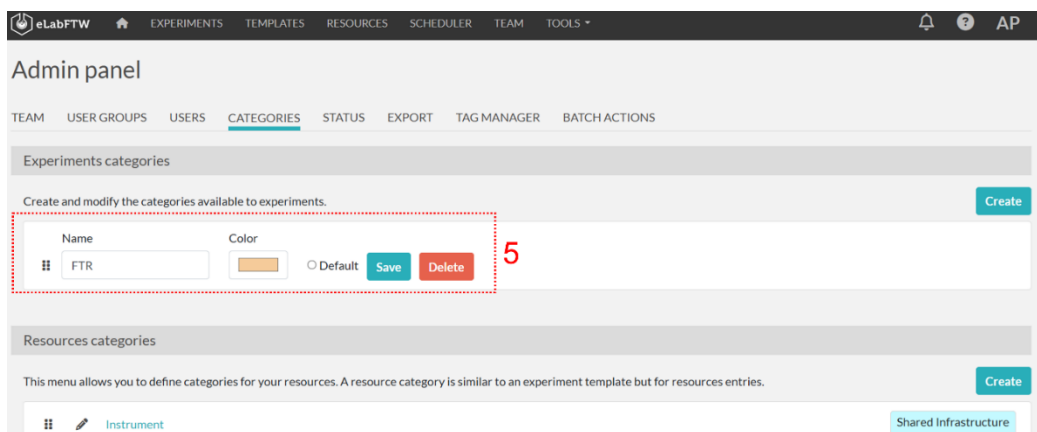 eLabFTW EXPERIMENTS TEMPLATES RESOURCES SCHEDULER TEAM TOOLS ? AP
Admin panel
TEAM USER GROUPS USERS CATEGORIES STATUS EXPORT TAG MANAGER BATCH ACTIONS
Experiments categories
Create and modify the categories available to experiments. Create
Name Color
FTR Default Save Delete 5
Resources categories
This menu allows you to define categories for your resources. A resource category is similar to an experiment template but for resources entries. Create
Instrument Shared Infrastructure